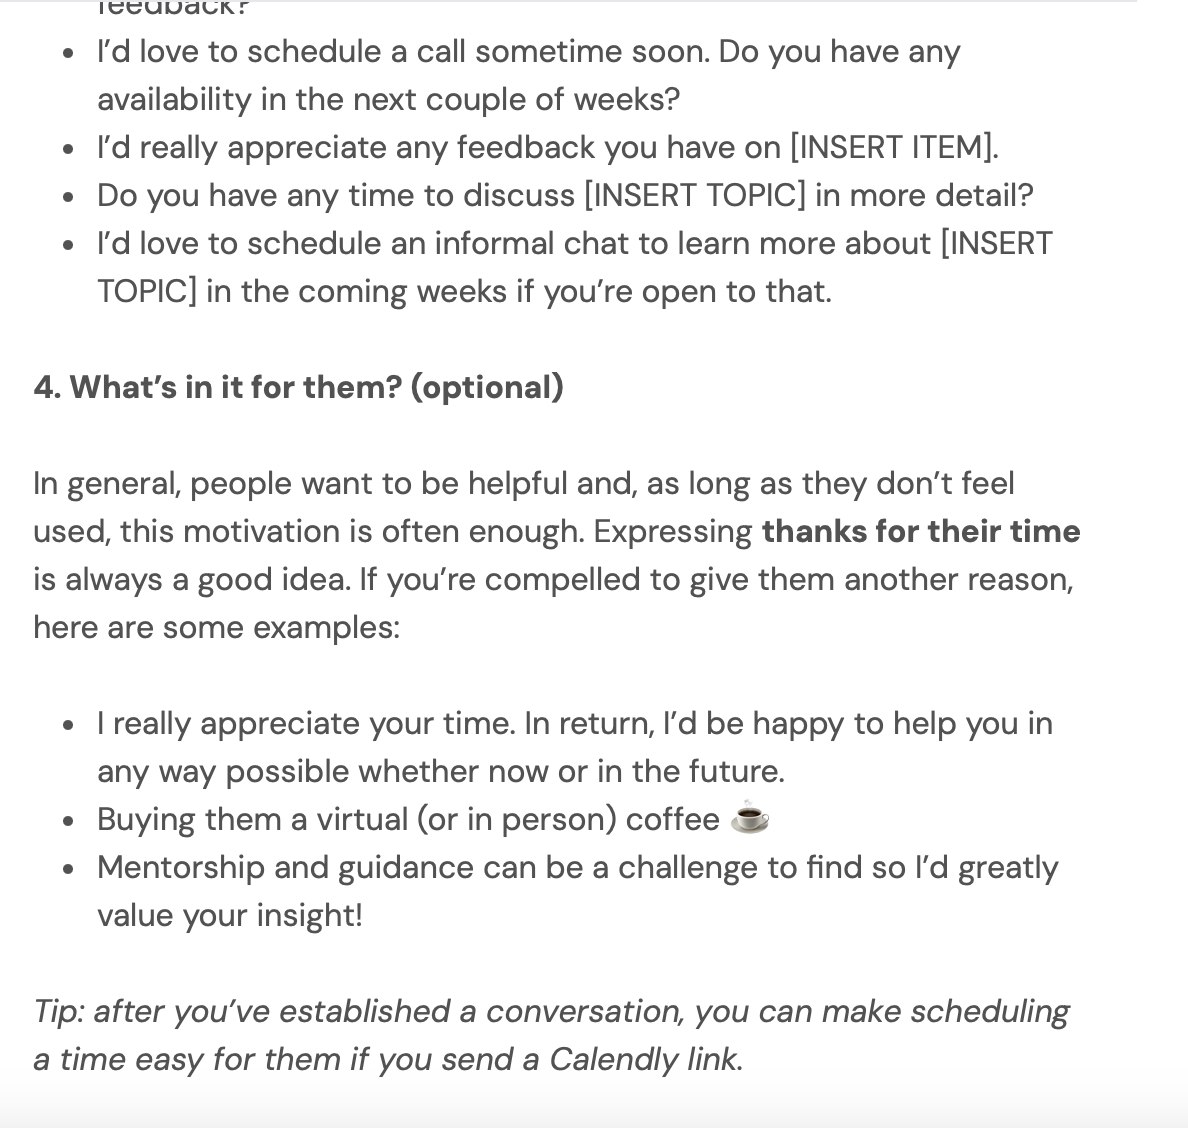 feedback?
• I’d love to schedule a call sometime soon. Do you have any
availability in the next couple of weeks?
• I’d really appreciate any feedback you have on [INSERT ITEM].
• Do you have any time to discuss [INSERT TOPIC] in more detail?
• I’d love to schedule an informal chat to learn more about [INSERT
TOPIC] in the coming weeks if you’re open to that.
4. What’s in it for them? (optional)
In general, people want to be helpful and, as long as they don’t feel
used, this motivation is often enough. Expressing thanks for their time
is always a good idea. If you’re compelled to give them another reason,
here are some examples:
• I really appreciate your time. In return, I’d be happy to help you in
any way possible whether now or in the future.
• Buying them a virtual (or in person) coffee ☕
• Mentorship and guidance can be a challenge to find so I’d greatly
value your insight!
Tip: after you’ve established a conversation, you can make scheduling
a time easy for them if you send a Calendly link.